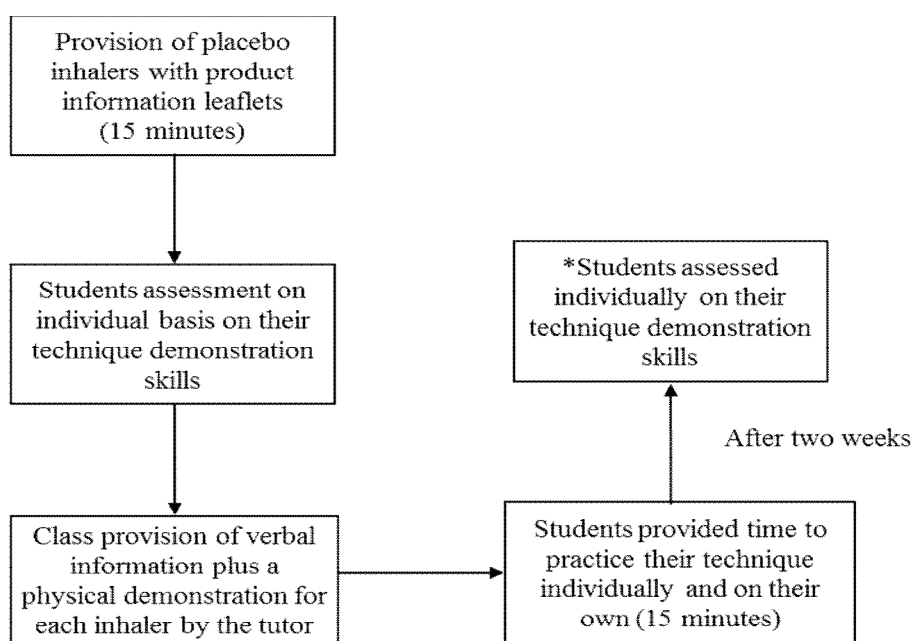 Provision of placebo
inhalers with product
information leaflets
(15 minutes)
Students assessment on
individual basis on their
technique demonstration
skills
Class provision of verbal
information plus a
physical demonstration for
each inhaler by the tutor
Students provided time to
practice their technique
individually and on their
own (15 minutes)
After two weeks
*Students assessed
individually on their
technique demonstration
skills